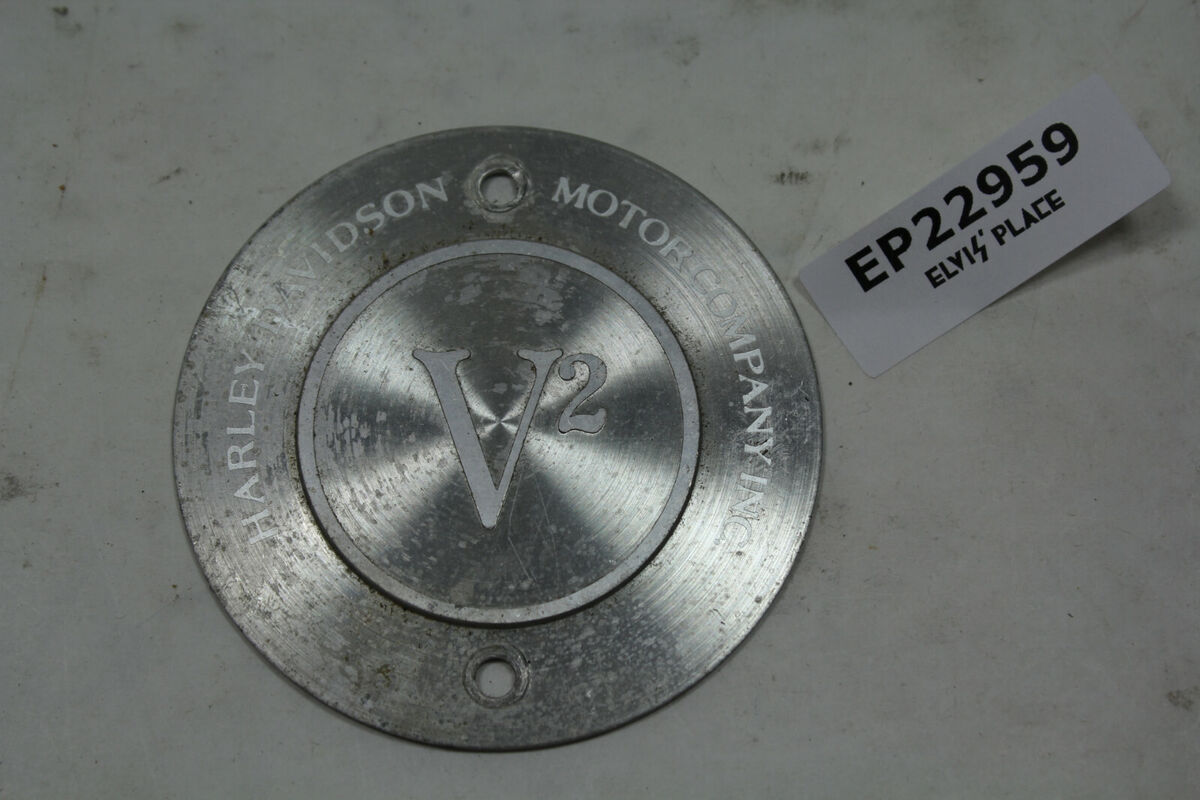 HARLEY DAVIDSON MOTOR COMPANY INC.
V²
EP22959
ELVIS' PLACE